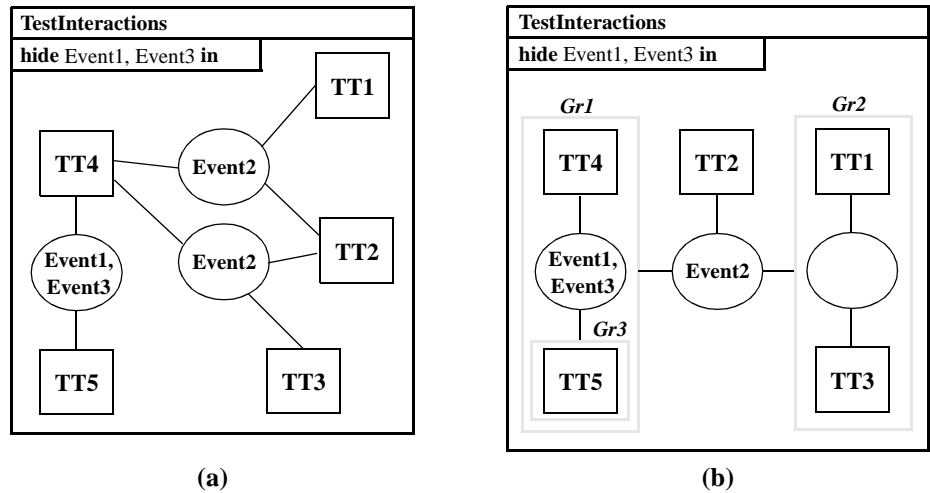 TestInteractions
hide Event1, Event3 in
TT1
TT4
Event2
Event2
TT2
Event1,
Event3
TT5
TT3
(a)
TestInteractions
hide Event1, Event3 in
Gr1
Gr2
TT4
TT2
TT1
Event1,
Event3
Event2
Gr3
TT5
TT3
(b)